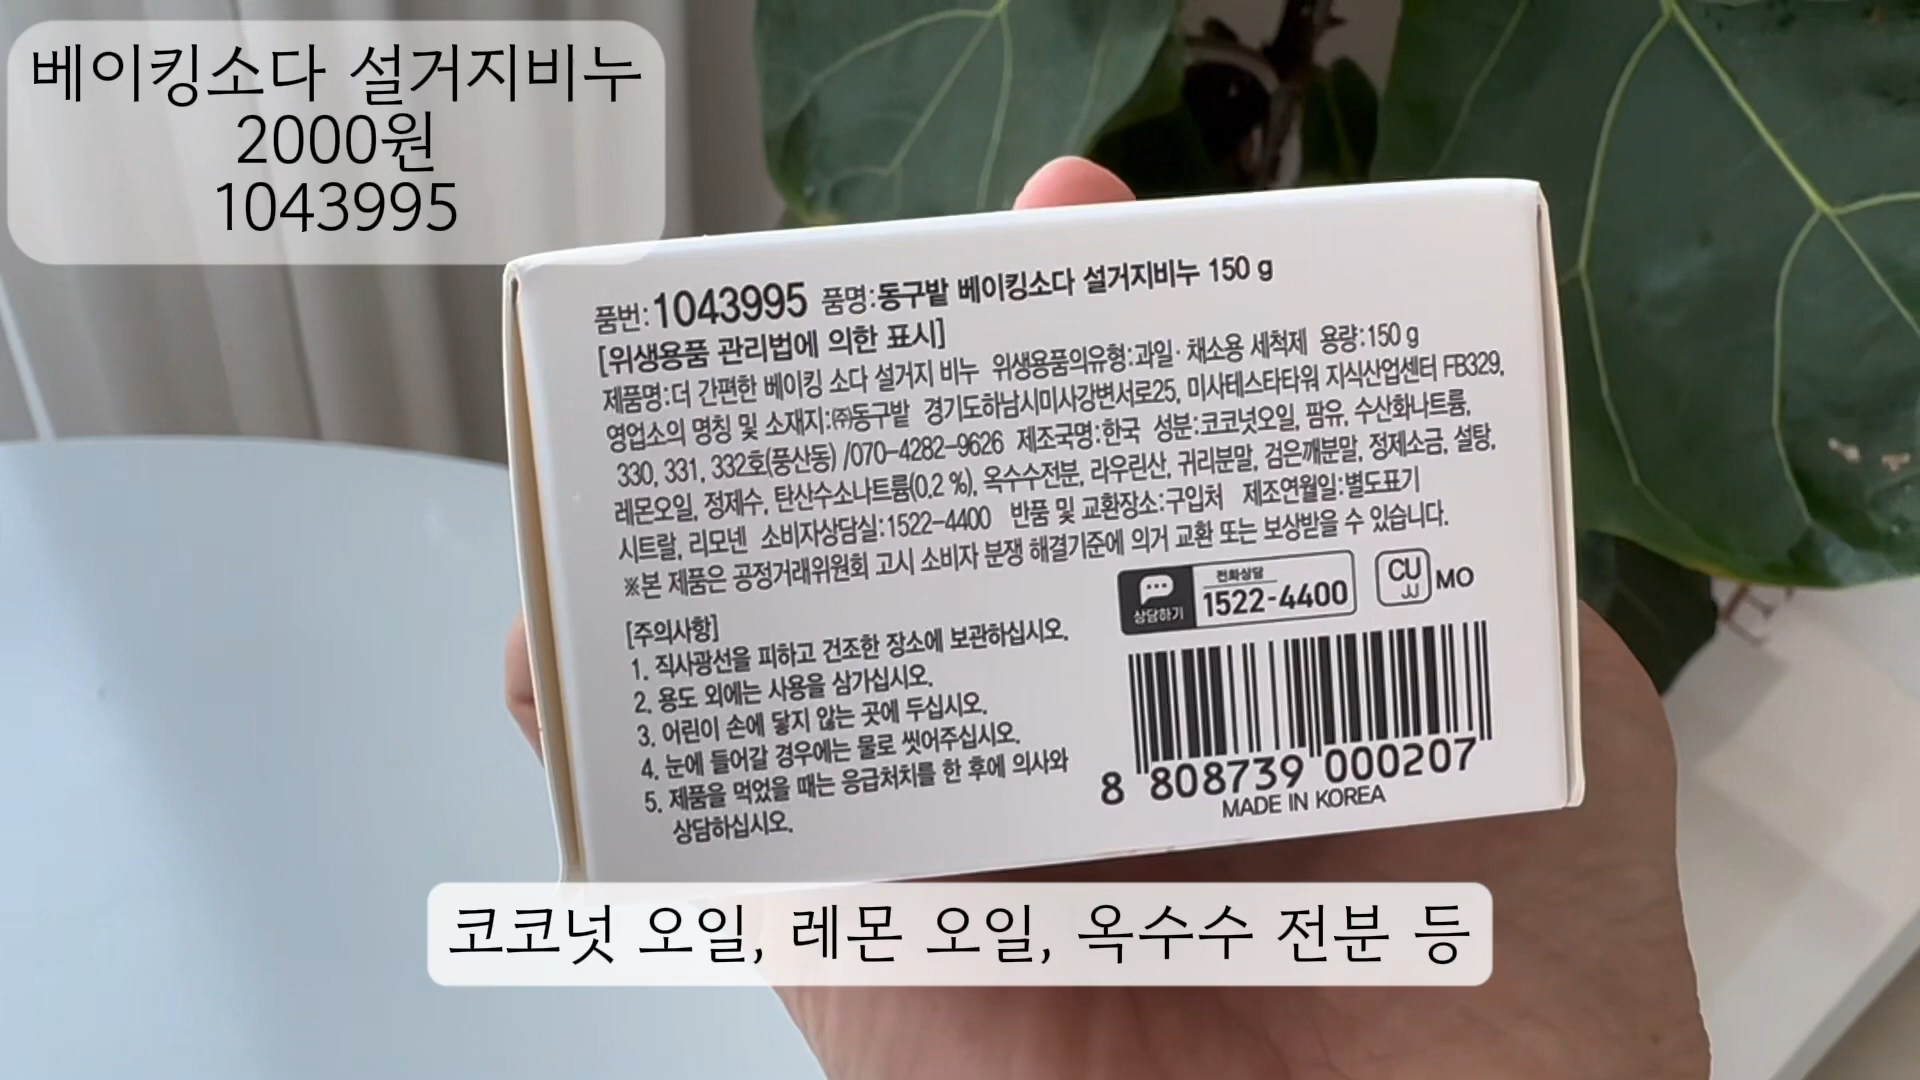 베이킹소다 설거지비누
2000원
1043995
품번:1043995 품명:동구밭 베이킹소다 설거지비누 150 g
[위생용품 관리법에 의한 표시]
제품명:더 간편한 베이킹 소다 설거지 비누 위생용품의유형:과일·채소용 세척제 용량:150 g
영업소의 명칭 및 소재지:㈜동구밭 경기도하남시미사강변서로25, 미사테스타타워 지식산업센터 FB329,
330, 331, 332호(풍산동) /070-4282-9626 제조국명:한국 성분:코코넛오일, 팜유, 수산화나트륨,
레몬오일, 정제수, 탄산수소나트륨(0.2 %), 옥수수전분, 라우린산, 귀리분말, 검은깨분말, 정제소금, 설탕,
시트랄, 리모넨 소비자상담실:1522-4400 반품 및 교환장소:구입처 제조연월일:별도표기
※본 제품은 공정거래위원회 고시 소비자 분쟁 해결기준에 의거 교환 또는 보상받을 수 있습니다.
[주의사항]
1. 직사광선을 피하고 건조한 장소에 보관하십시오.
2. 용도 외에는 사용을 삼가십시오.
3. 어린이 손에 닿지 않는 곳에 두십시오.
4. 눈에 들어갈 경우에는 물로 씻어주십시오.
5. 제품을 먹었을 때는 응급처치를 한 후에 의사와
상담하십시오.
상담하기
전화상담
1522-4400
CU
JJ
MO
8 808739 000207
MADE IN KOREA
코코넛 오일, 레몬 오일, 옥수수 전분 등